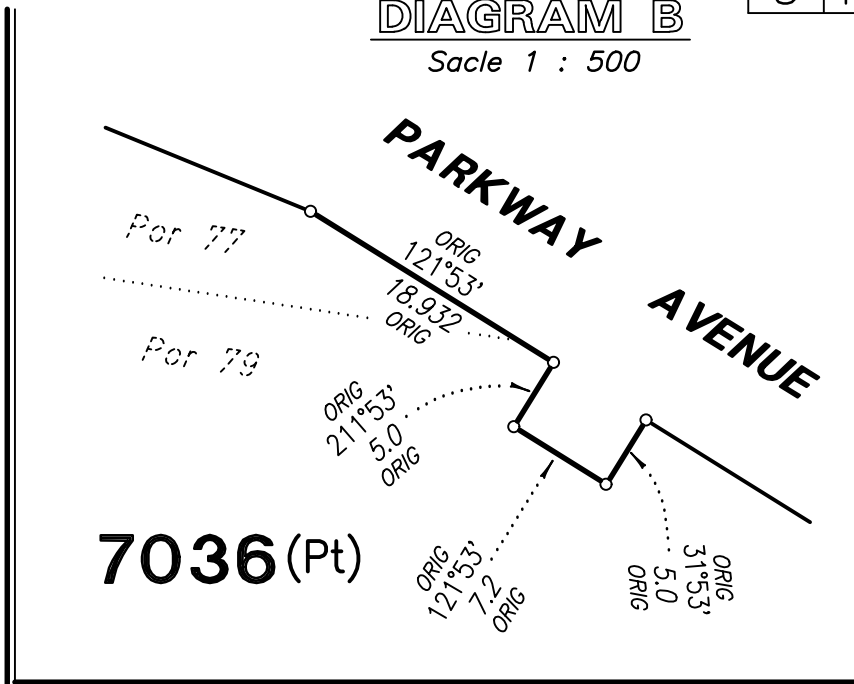 DIAGRAM B
Sacle 1 : 500
PARKWAY AVENUE
Por 77
Por 79
ORIG
121°53'
18.932
ORIG
ORIG
211°53'
5.0
ORIG
ORIG
121°53'
7.2
ORIG
ORIG
31°53'
5.0
ORIG
7036 (Pt)